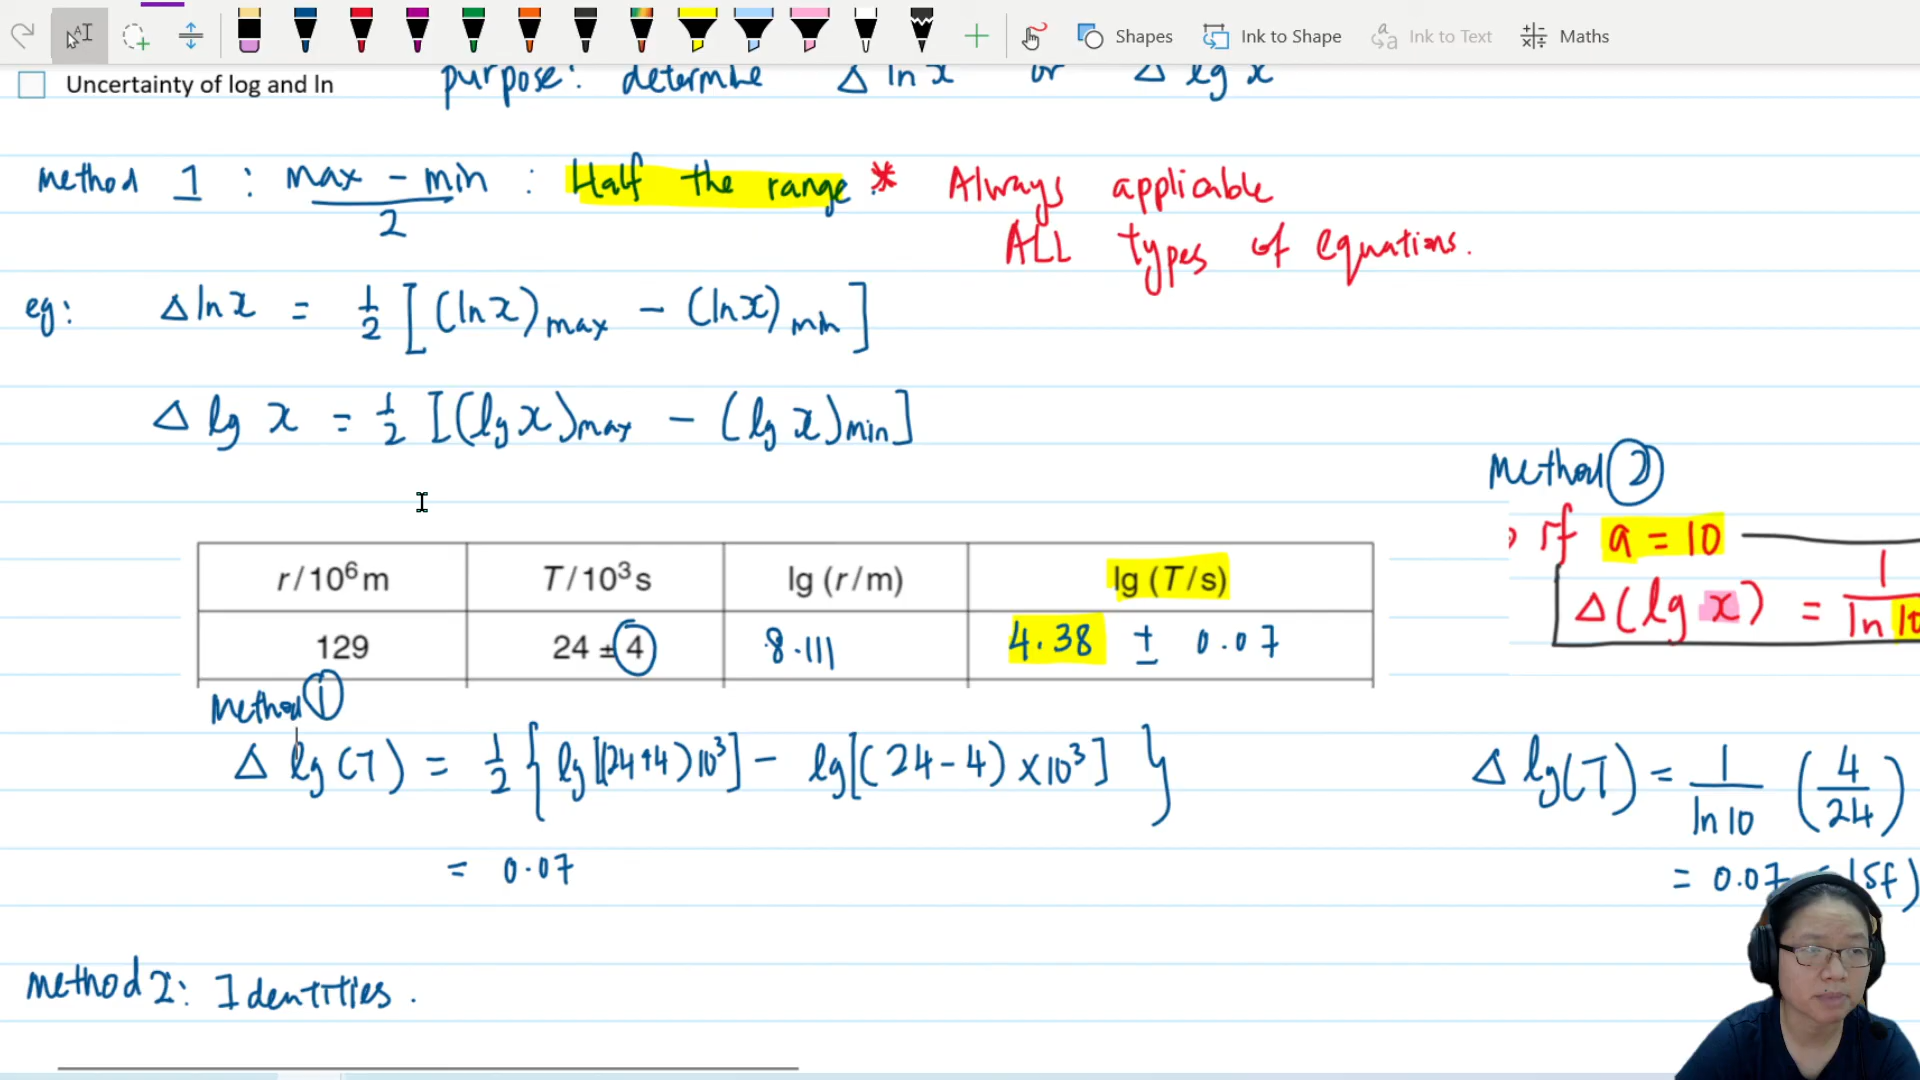 Shapes Ink to Shape Ink to Text Maths
Uncertainty of log and ln
purpose: determine Δ ln x or Δ lg x
Method 1 : max - min / 2 : Half the range * Always applicable
ALL types of equations.
eg: Δ ln x = 1/2 [(ln x)max - (ln x)min]
Δ lg x = 1/2 [(lg x)max - (lg x)min]
Method ②
If a = 10
Δ(lg x) = 1 / ln 10
r/10⁶ m T/10³ s lg (r/m) lg (T/s)
129 24 ± 4 8.111 4.38 ± 0.07
Method ①
Δ lg(T) = 1/2 { lg[(24+4)10³] - lg[(24-4)×10³] }
= 0.07
Δ lg(T) = 1/ln 10 (4/24)
= 0.07 1sf)
Method 2: Identities.